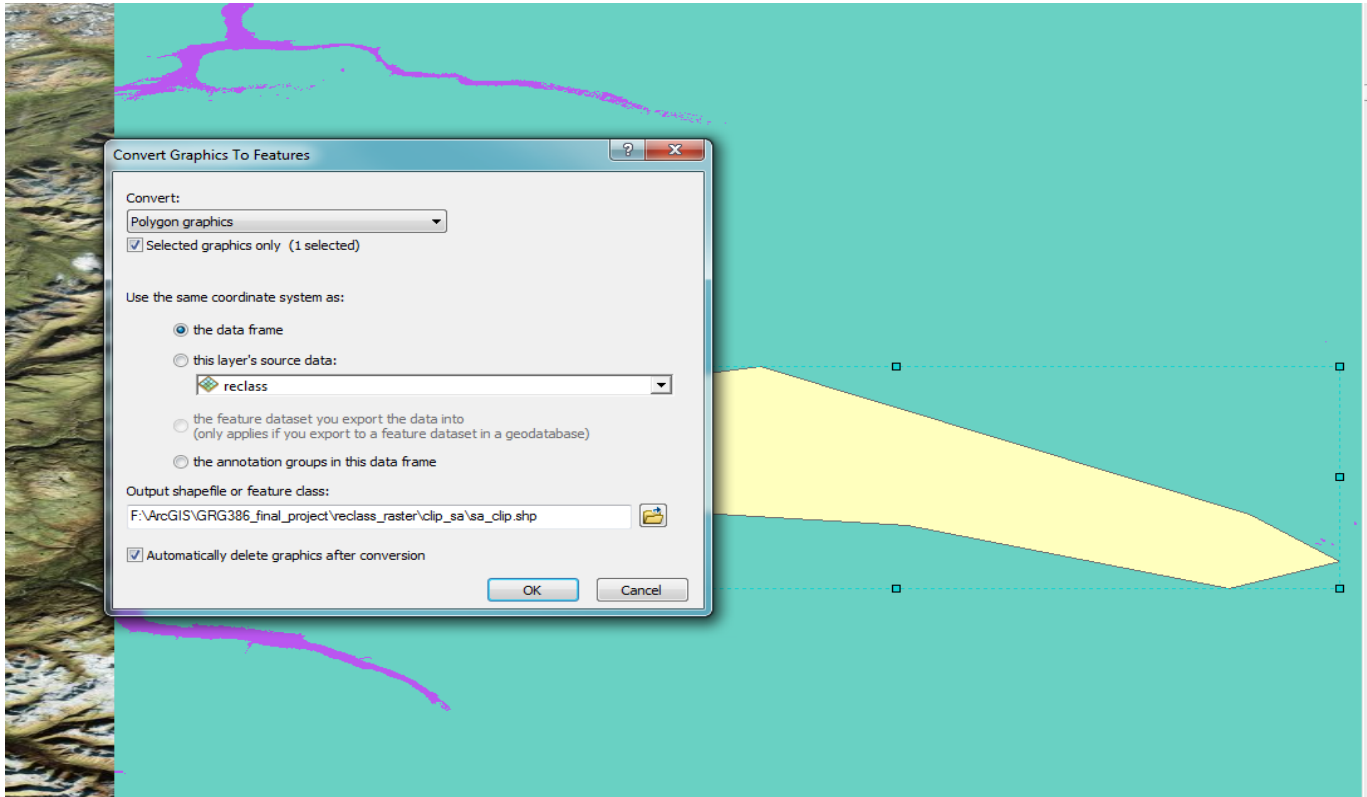 Convert Graphics To Features
Convert:
Polygon graphics
Selected graphics only (1 selected)
Use the same coordinate system as:
the data frame
this layer's source data:
reclass
the feature dataset you export the data into
(only applies if you export to a feature dataset in a geodatabase)
the annotation groups in this data frame
Output shapefile or feature class:
F:\ArcGIS\GRG386_final_project\reclass_raster\clip_sa\sa_clip.shp
Automatically delete graphics after conversion
OK Cancel